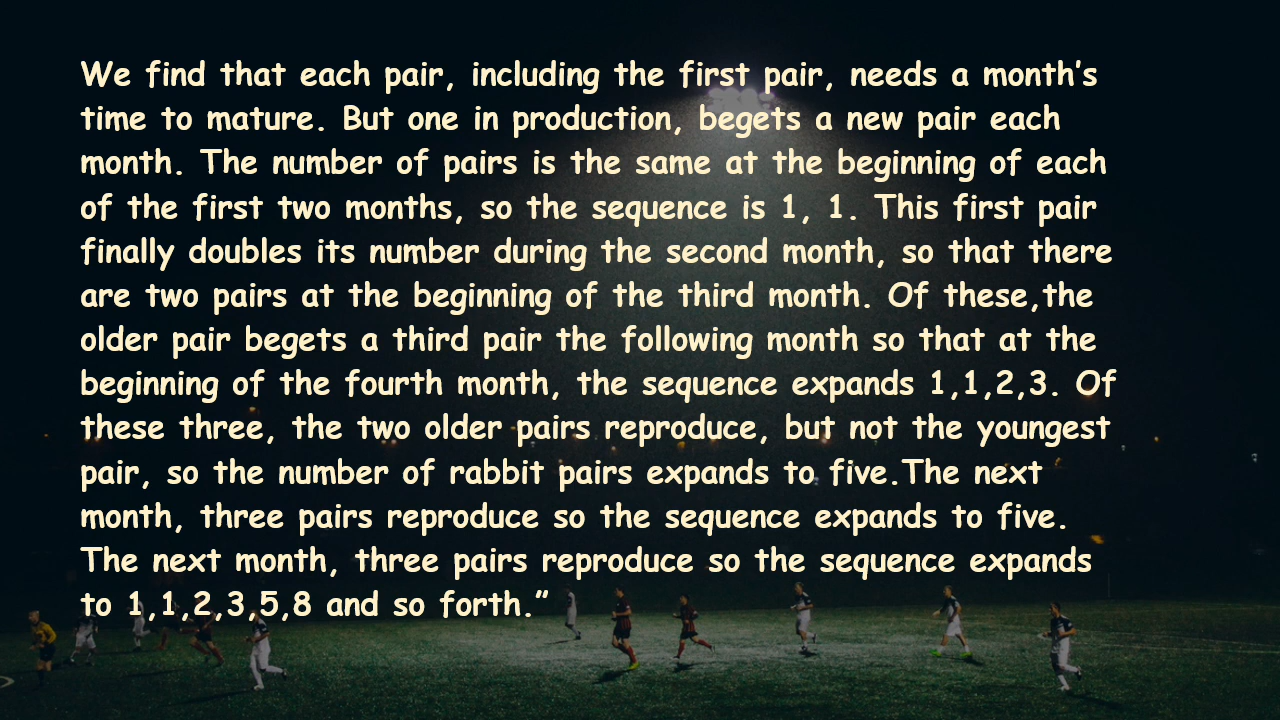 We find that each pair, including the first pair, needs a month's
time to mature. But one in production, begets a new pair each
month. The number of pairs is the same at the beginning of each
of the first two months, so the sequence is 1, 1. This first pair
finally doubles its number during the second month, so that there
are two pairs at the beginning of the third month. Of these,the
older pair begets a third pair the following month so that at the
beginning of the fourth month, the sequence expands 1,1,2,3. Of
these three, the two older pairs reproduce, but not the youngest
pair, so the number of rabbit pairs expands to five.The next
month, three pairs reproduce so the sequence expands to five.
The next month, three pairs reproduce so the sequence expands
to 1,1,2,3,5,8 and so forth.”